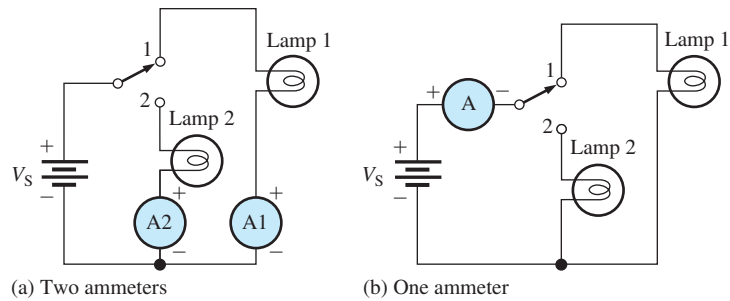 1
Lamp 1
2
Lamp 2
+
V_S
−
+
A2
−
+
A1
−
(a) Two ammeters
+
A
−
1
Lamp 1
2
Lamp 2
+
V_S
−
(b) One ammeter